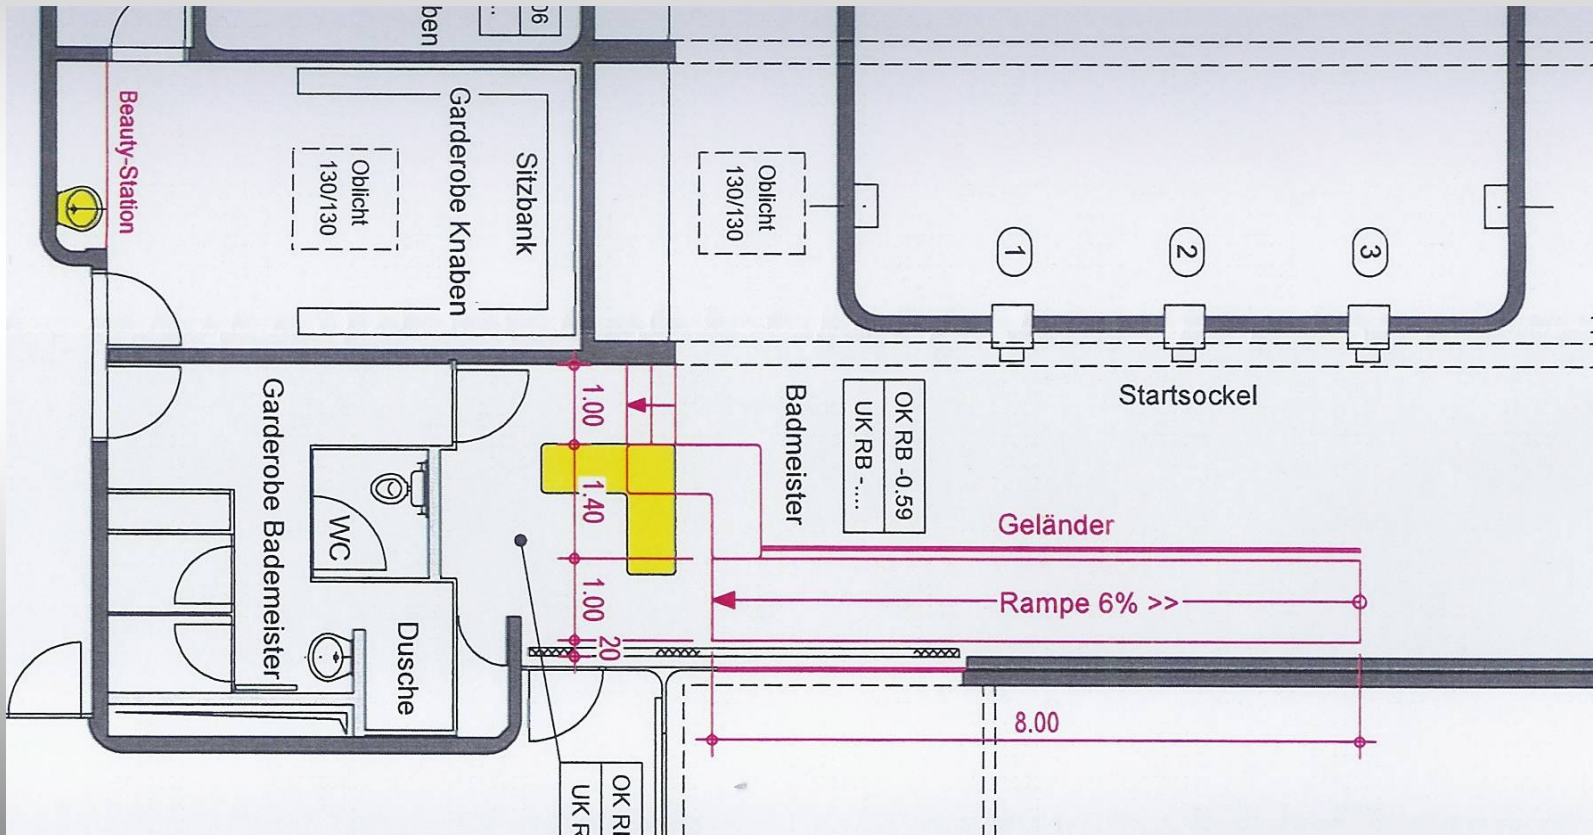 06
..
ben
Beauty-Station
Garderobe Knaben
Sitzbank
Oblicht
130/130
Oblicht
130/130
1
2
3
Startsockel
Badmeister
OK RB -0.59
UK RB -....
Geländer
Rampe 6% >>
8.00
1.00
1.40
1.00
20
Garderobe Bademeister
WC
Dusche
OK
UK